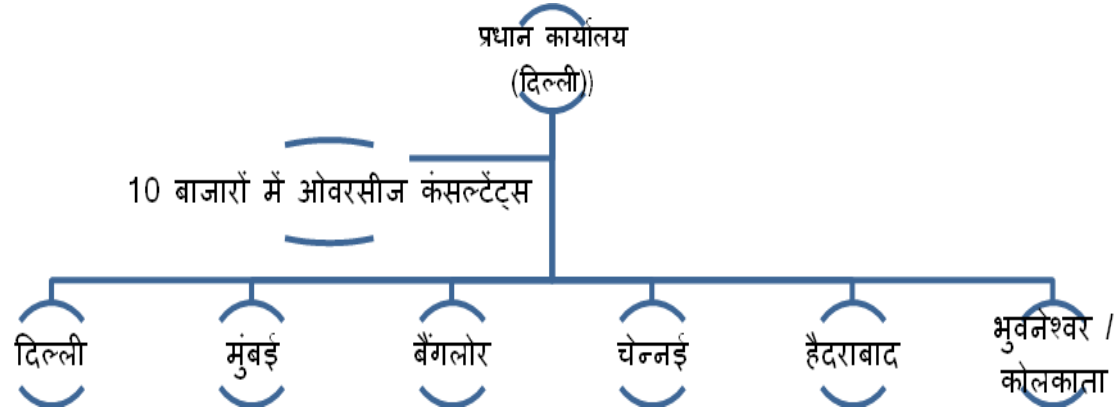 प्रधान कार्यालय
(दिल्ली))
10 बाजारों में ओवरसीज कंसल्टेंट्स
दिल्ली
मुंबई
बैंगलोर
चेन्नई
हैदराबाद
भुवनेश्वर /
कोलकाता